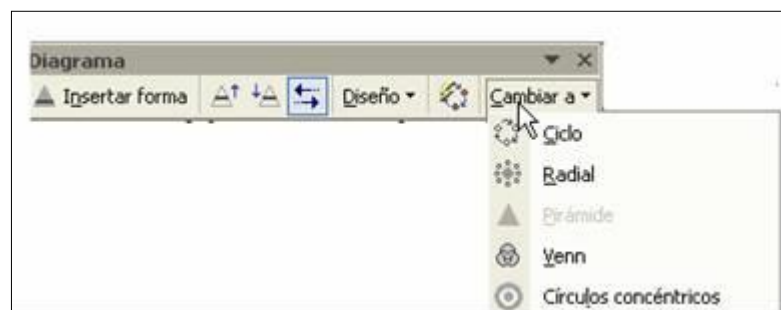 Diagrama
Insertar forma Diseño Cambiar a
Ciclo
Radial
Pirámide
Venn
Círculos concéntricos